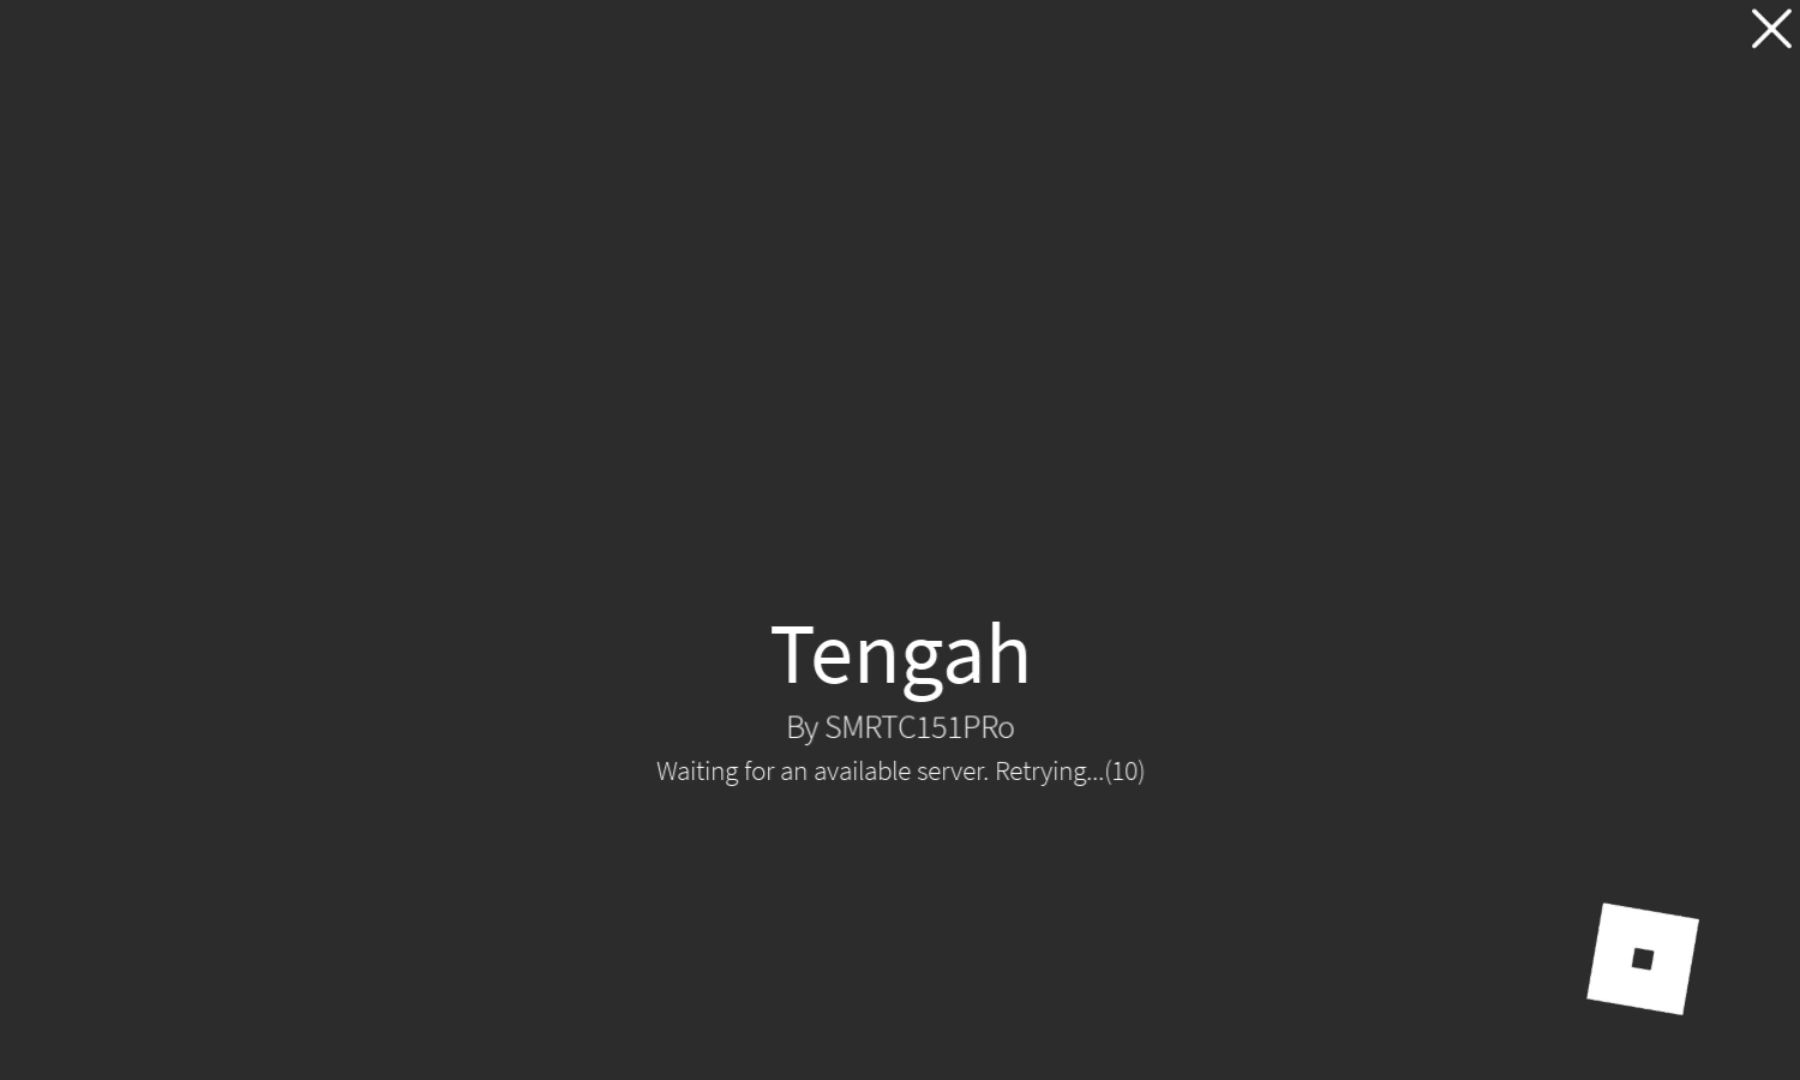 Tengah
By SMRTC151PRo
Waiting for an available server. Retrying...(10)